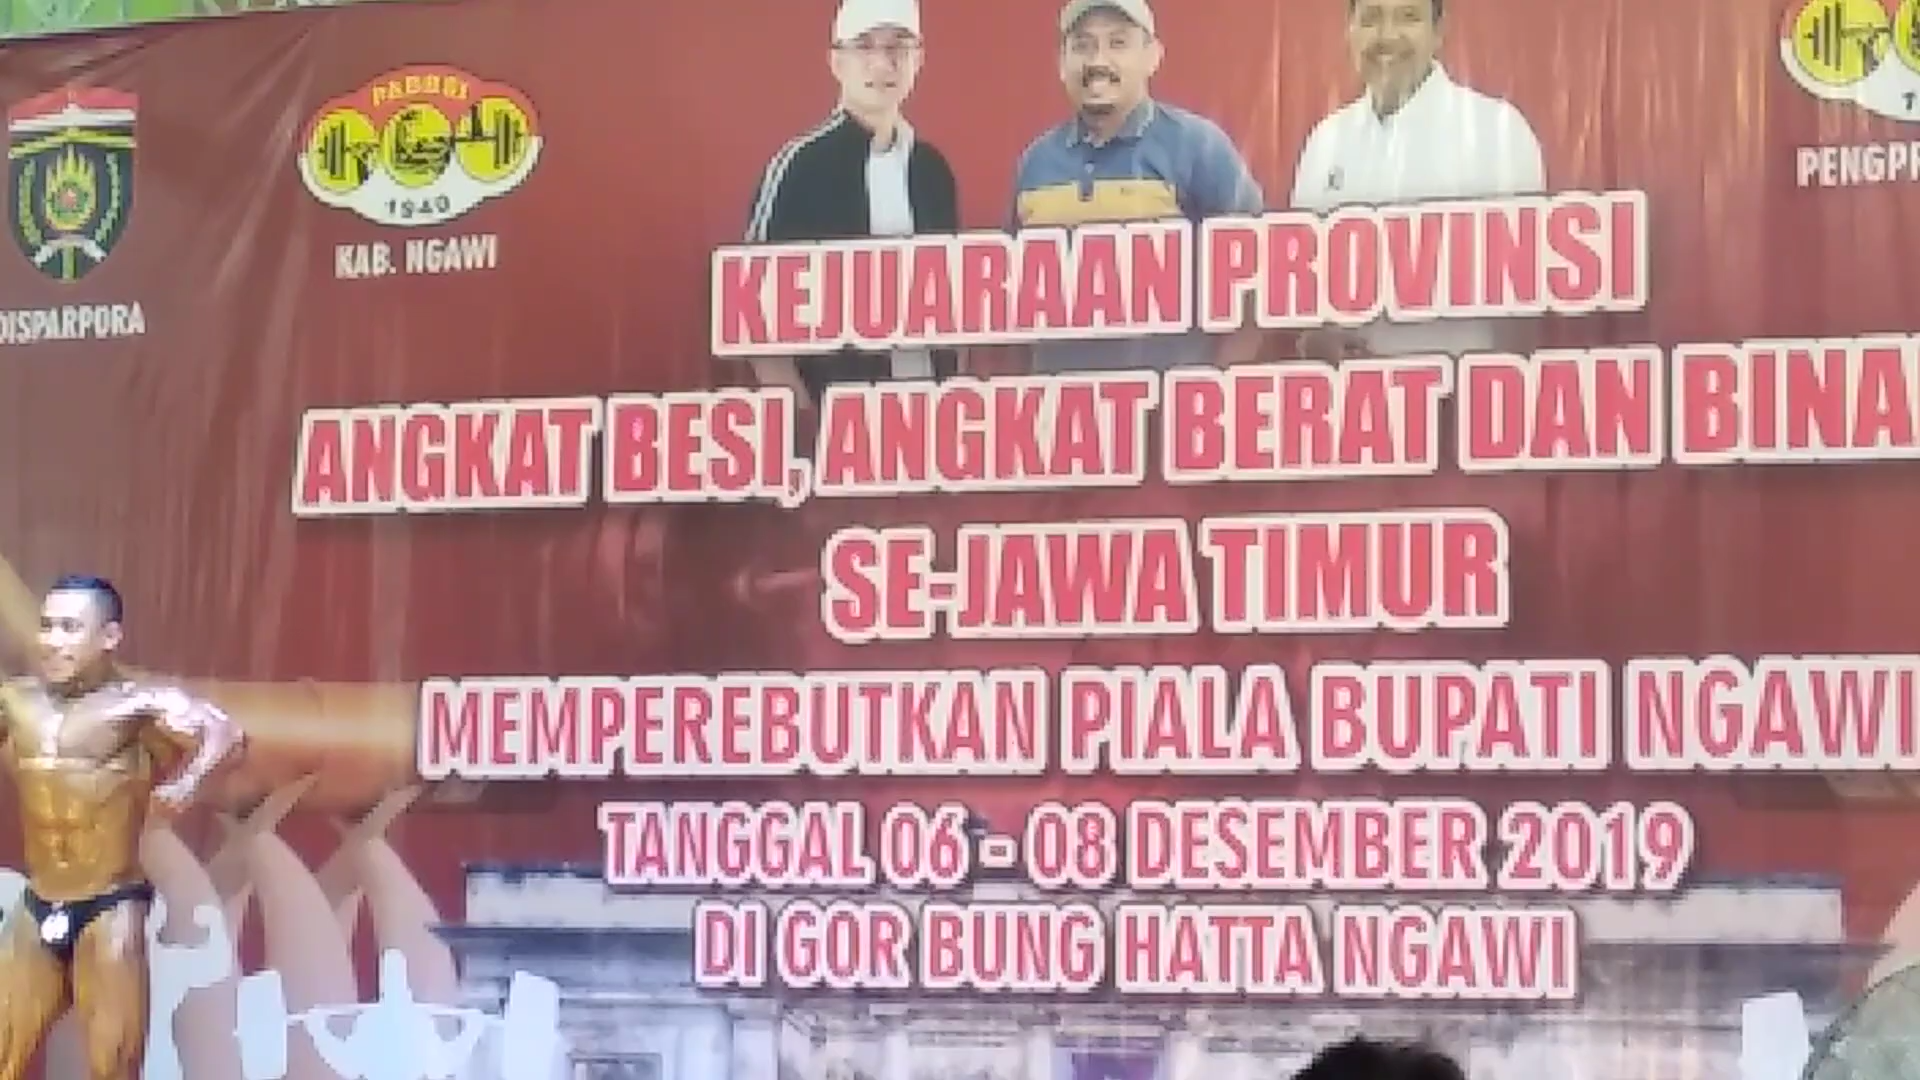 PABBSI
1940
KAB. NGAWI
DISPARPORA
KEJUARAAN PROVINSI
ANGKAT BESI, ANGKAT BERAT DAN BINA
SE-JAWA TIMUR
MEMPEREBUTKAN PIALA BUPATI NGAWI
TANGGAL 06 - 08 DESEMBER 2019
DI GOR BUNG HATTA NGAWI